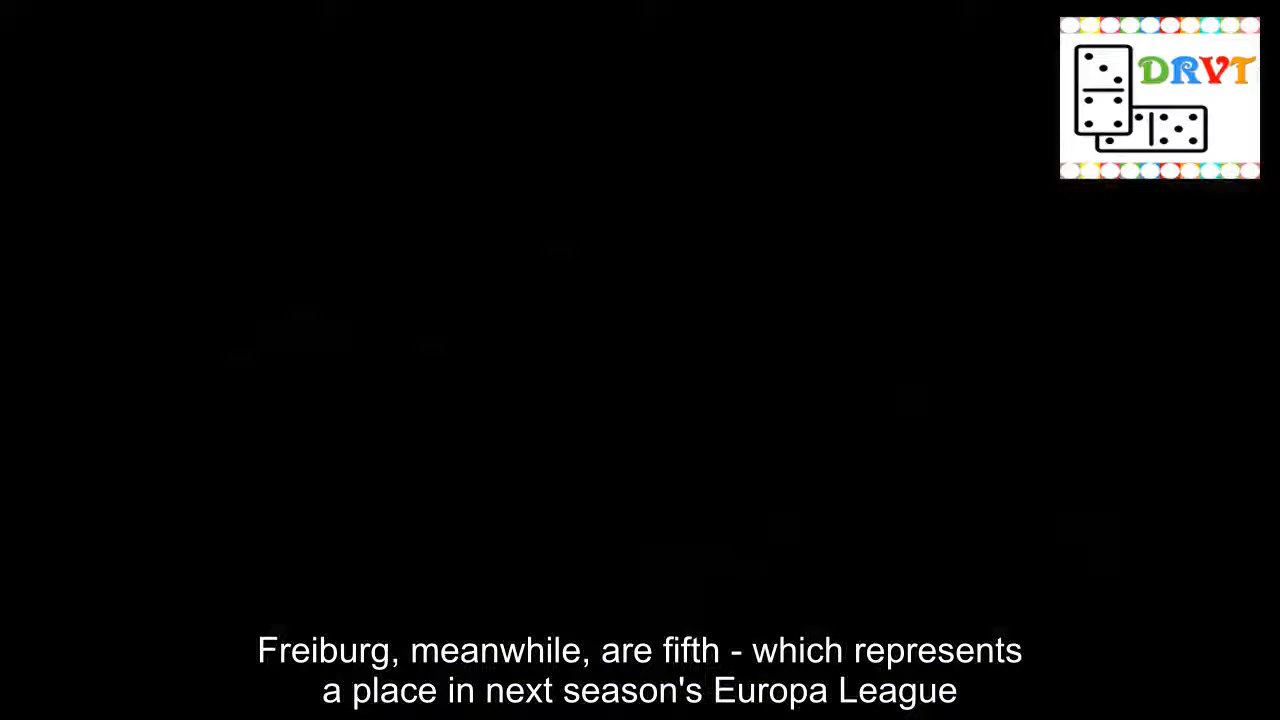 DRVT
Freiburg, meanwhile, are fifth - which represents
a place in next season's Europa League